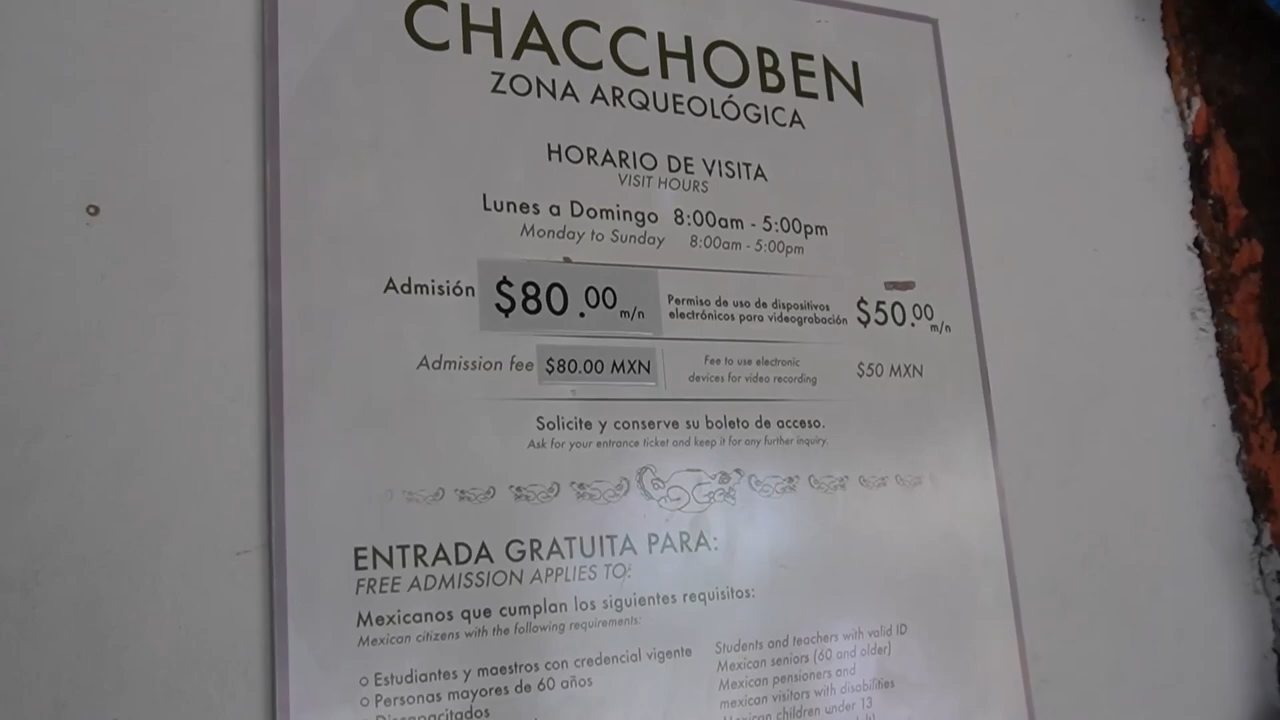 CHACCHOBEN
ZONA ARQUEOLÓGICA
HORARIO DE VISITA
VISIT HOURS
Lunes a Domingo 8:00am - 5:00pm
Monday to Sunday 8:00am - 5:00pm
Admisión $80.00 m/n
Permiso de uso de dispositivos
electrónicos para videograbación
$50.00 m/n
Admission fee $80.00 MXN
Fee to use electronic
devices for video recording
$50 MXN
Solicite y conserve su boleto de acceso.
Ask for your entrance ticket and keep it for any further inquiry.
ENTRADA GRATUITA PARA:
FREE ADMISSION APPLIES TO:
Mexicanos que cumplan los siguientes requisitos:
Mexican citizens with the following requirements:
o Estudiantes y maestros con credencial vigente
o Personas mayores de 60 años
Discapacitados
Students and teachers with valid ID
Mexican seniors (60 and older)
Mexican pensioners and
mexican visitors with disabilities
Mexican children under 13